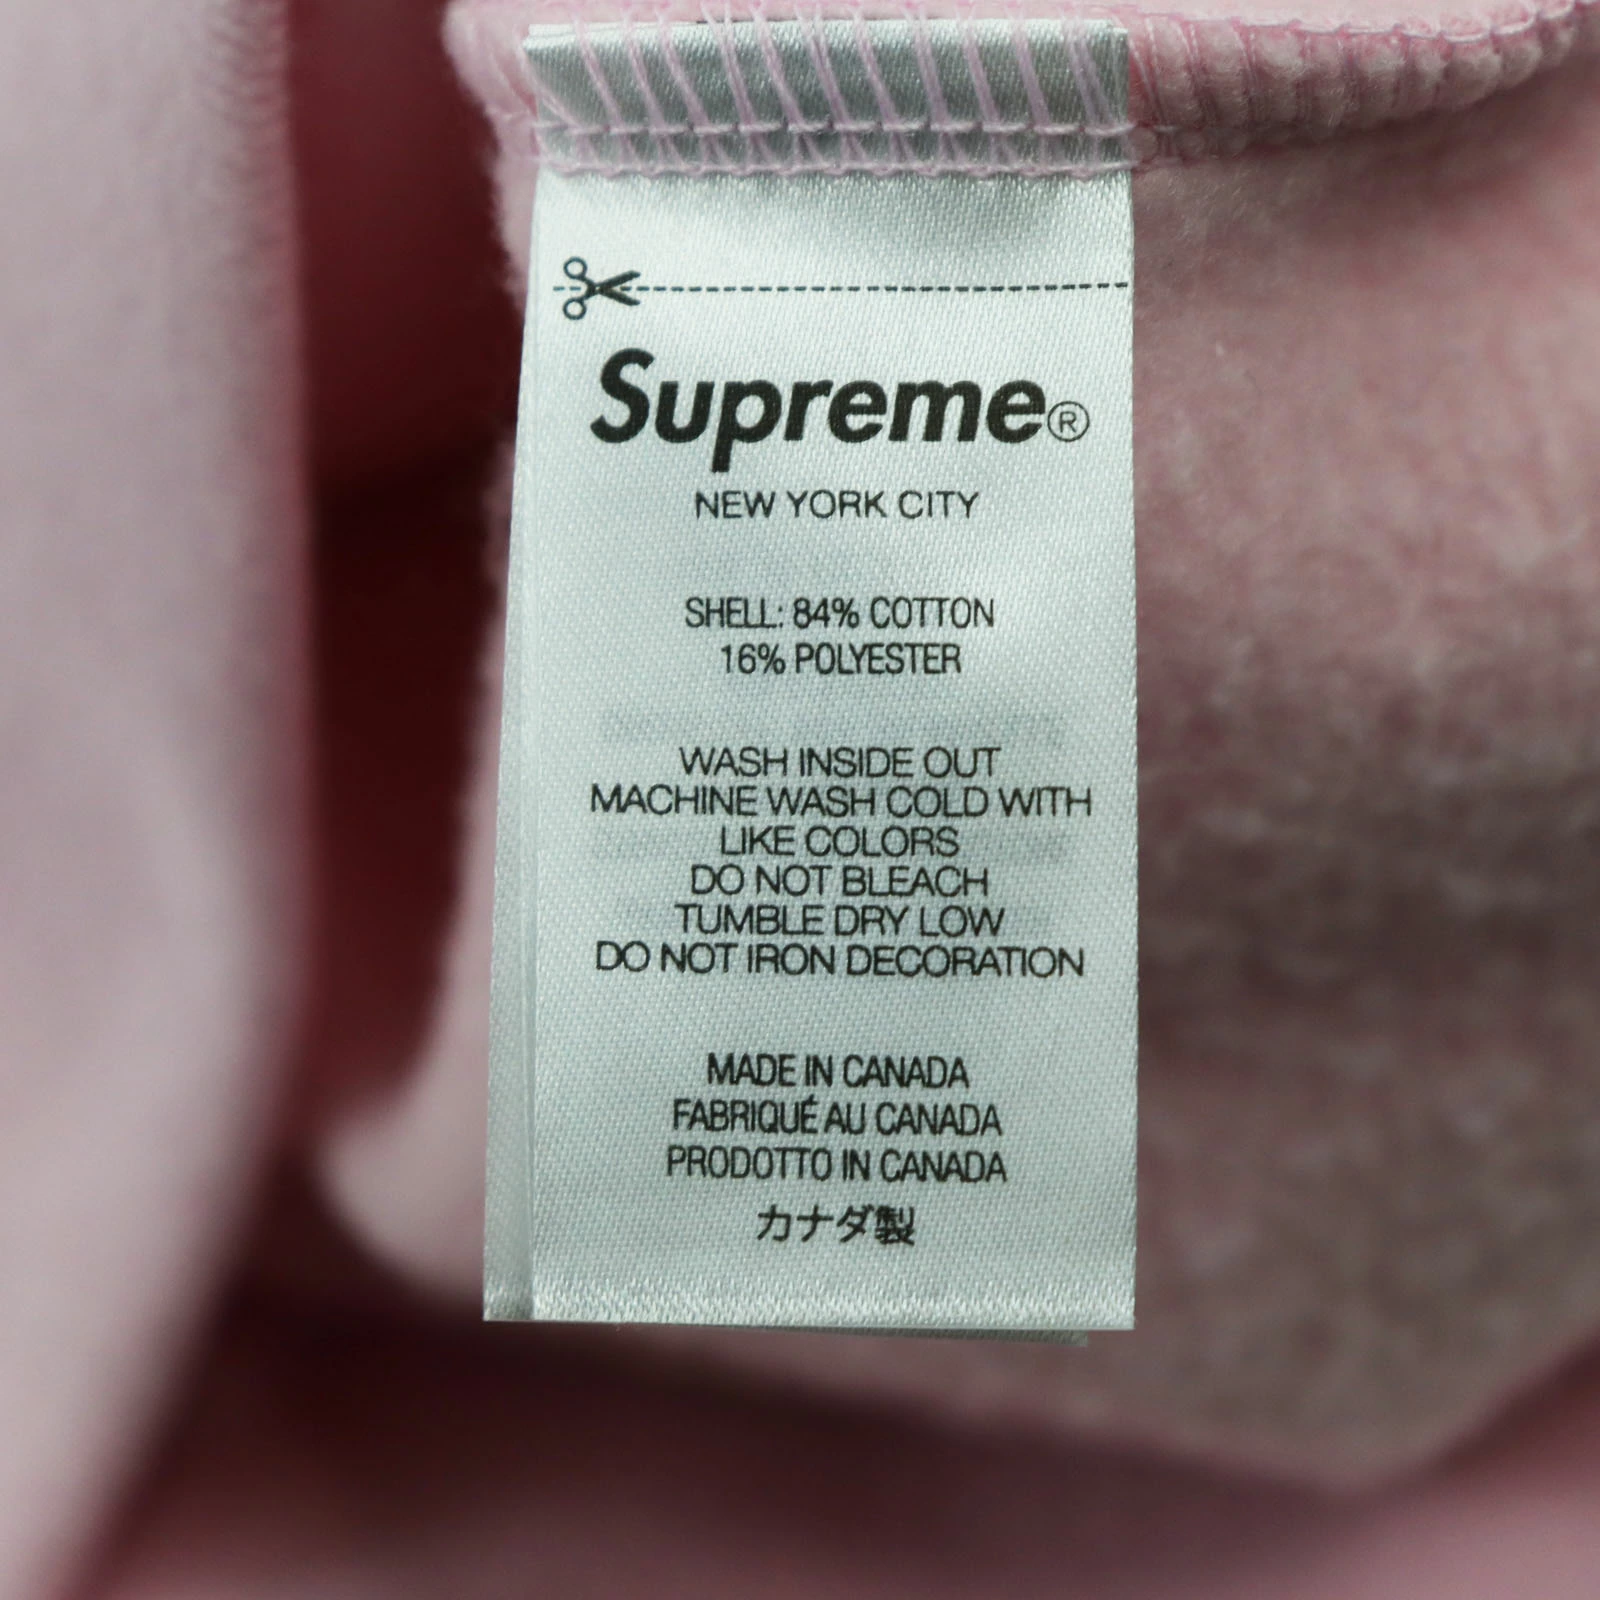 Supreme®
NEW YORK CITY
SHELL: 84% COTTON
16% POLYESTER
WASH INSIDE OUT
MACHINE WASH COLD WITH
LIKE COLORS
DO NOT BLEACH
TUMBLE DRY LOW
DO NOT IRON DECORATION
MADE IN CANADA
FABRIQUÉ AU CANADA
PRODOTTO IN CANADA
カナダ製